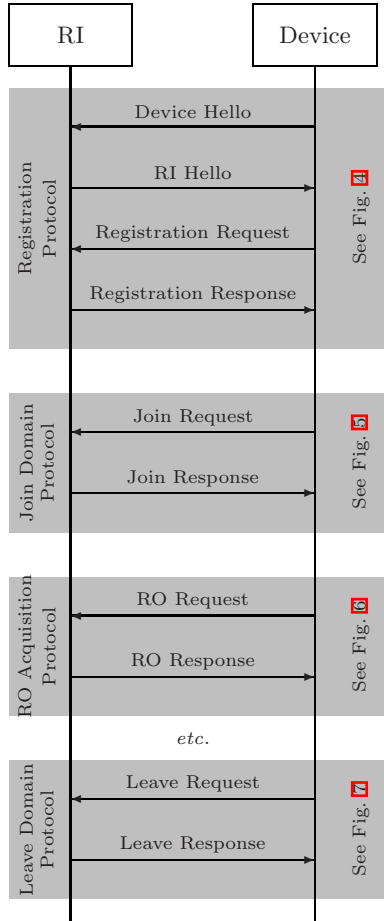 RI
Device
Registration
Protocol
Device Hello
RI Hello
Registration Request
Registration Response
See Fig. 4
Join Domain
Protocol
Join Request
Join Response
See Fig. 5
RO Acquisition
Protocol
RO Request
RO Response
See Fig. 6
etc.
Leave Domain
Protocol
Leave Request
Leave Response
See Fig. 7